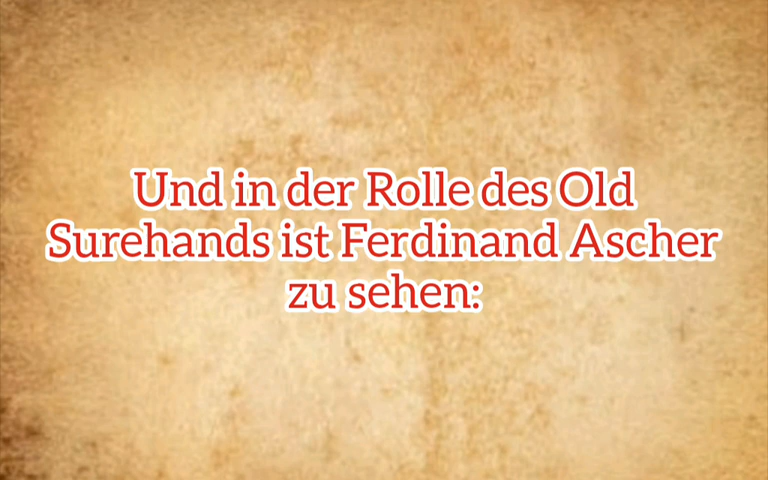 Und in der Rolle des Old
Surehands ist Ferdinand Ascher
zu sehen: